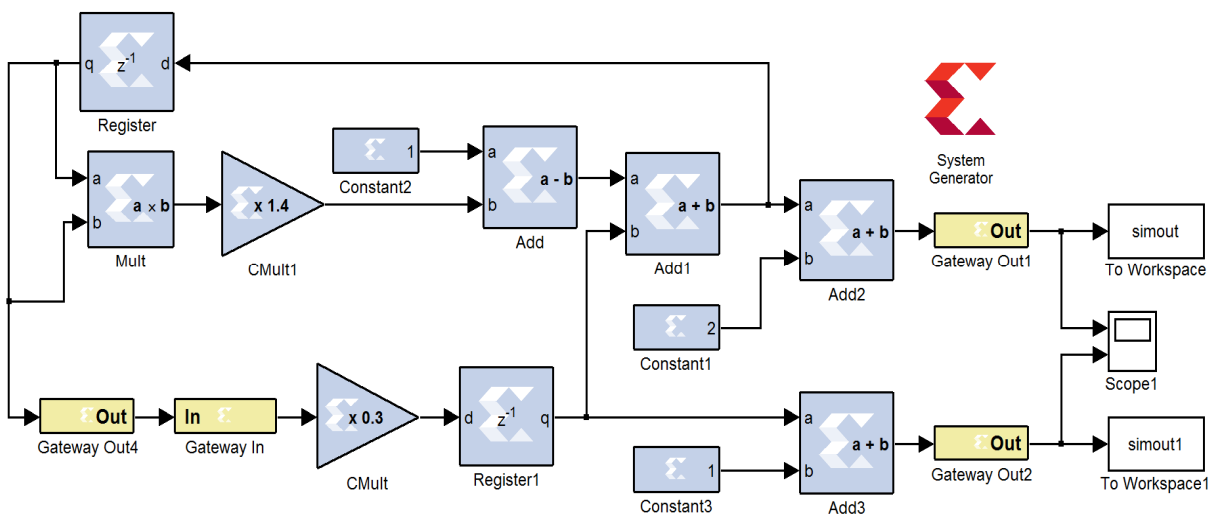 q
z-1
d
Register
a
b
a × b
Mult
x 1.4
CMult1
1
Constant2
a
b
a - b
Add
a
b
a + b
Add1
a
b
a + b
Add2
2
Constant1
System
Generator
Out
Gateway Out1
simout
To Workspace
Scope1
Out
Gateway Out4
In
Gateway In
x 0.3
CMult
d
z-1
q
Register1
1
Constant3
a
b
a + b
Add3
Out
Gateway Out2
simout1
To Workspace1